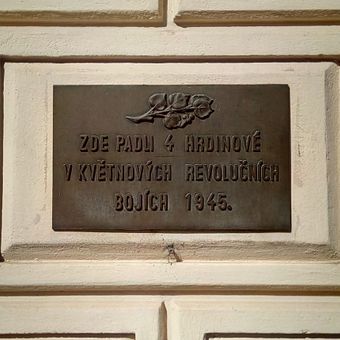 ZDE PADLI 4 HRDINOVÉ
V KVĚTNOVÝCH REVOLUČNÍCH
BOJÍCH 1945.